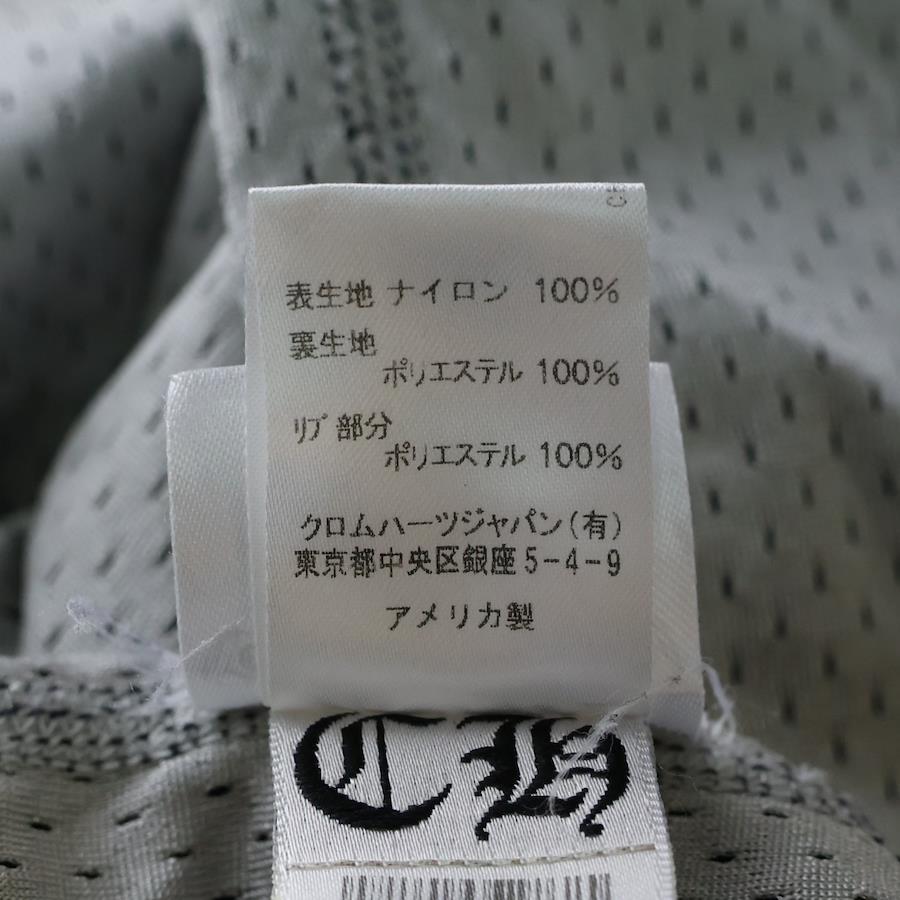 表生地 ナイロン 100%
裏生地
ポリエステル 100%
リブ 部分
ポリエステル 100%
クロムハーツジャパン(有)
東京都中央区銀座5-4-9
アメリカ製
CH